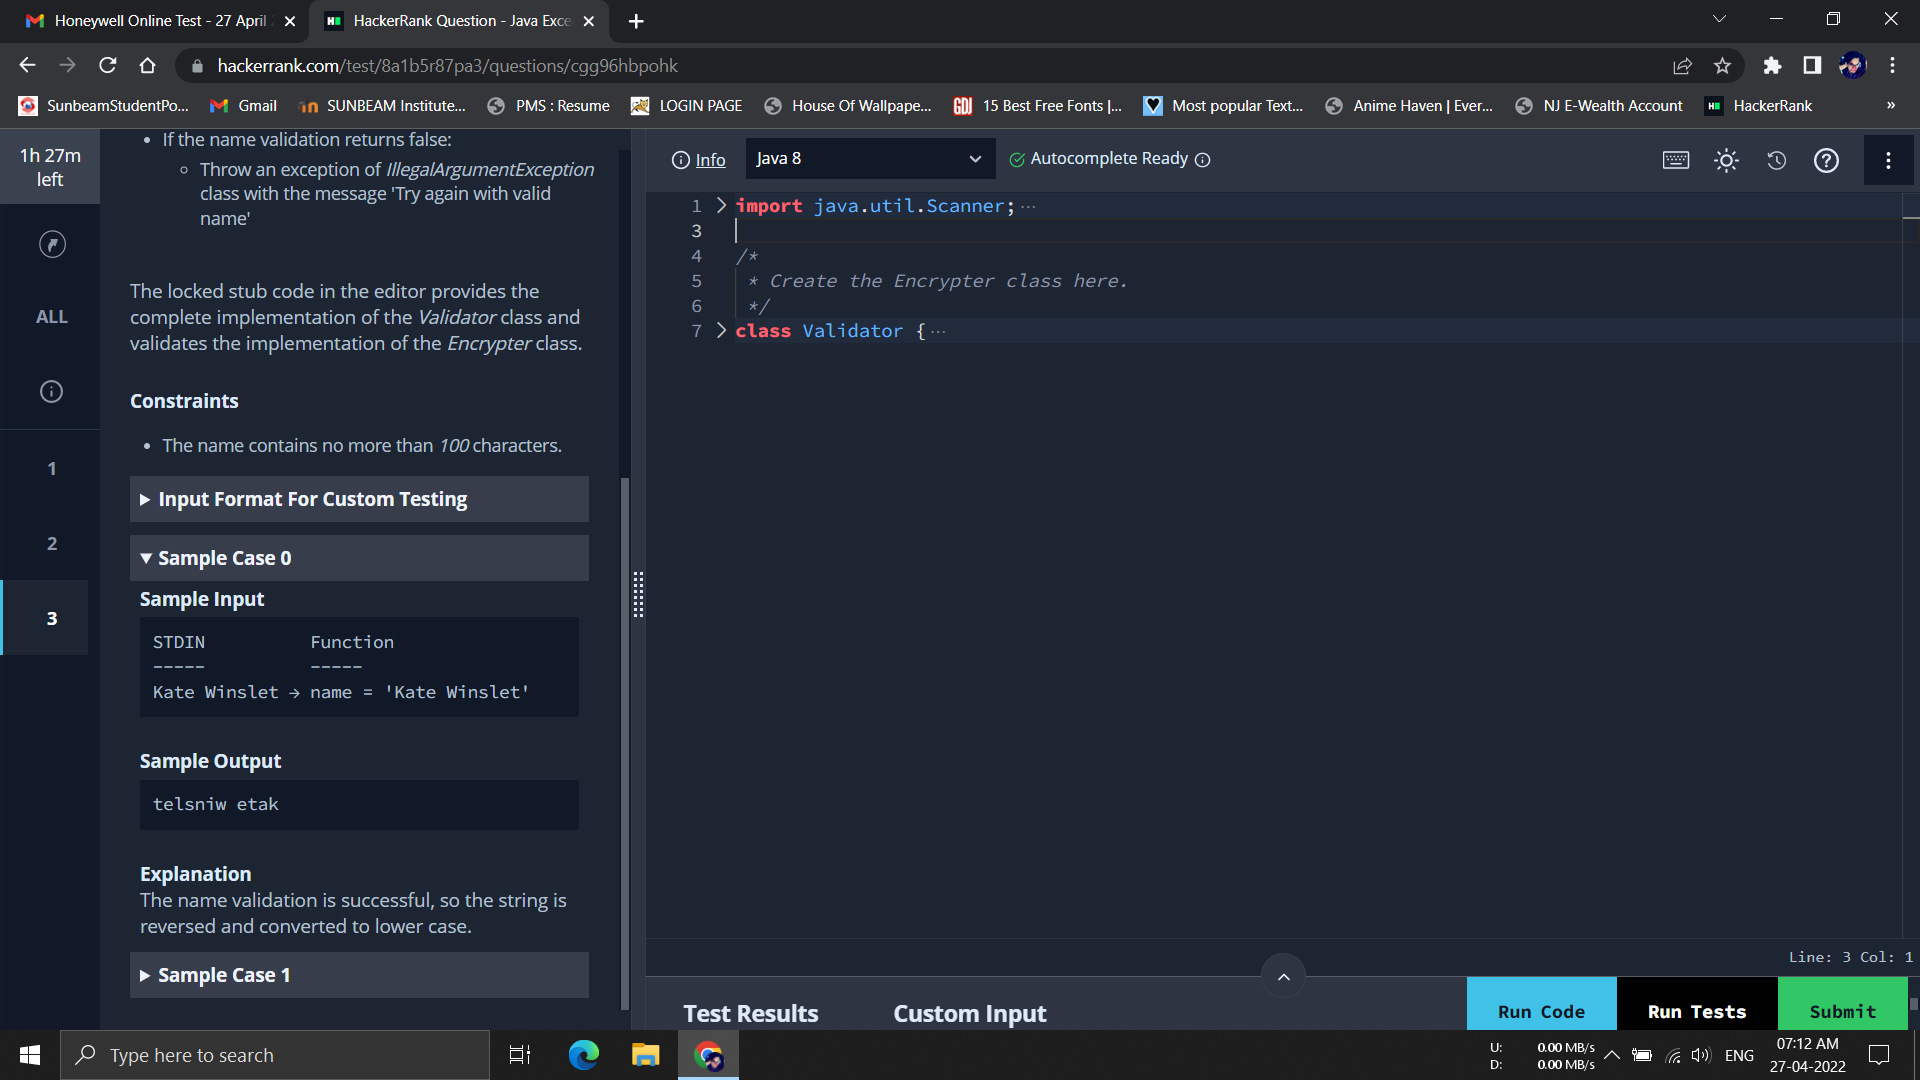 Honeywell Online Test - 27 April
HackerRank Question - Java Exce
hackerrank.com/test/8a1b5r87pa3/questions/cgg96hbpohk
SunbeamStudentPo...
Gmail
SUNBEAM Institute...
PMS : Resume
LOGIN PAGE
House Of Wallpape...
GDJ
15 Best Free Fonts |...
Most popular Text...
Anime Haven | Ever...
NJ E-Wealth Account
HackerRank
»
1h 27m
left
ALL
1
2
3
• If the name validation returns false:
Throw an exception of IllegalArgumentException
class with the message 'Try again with valid
name'
The locked stub code in the editor provides the
complete implementation of the Validator class and
validates the implementation of the Encrypter class.
Constraints
• The name contains no more than 100 characters.
Input Format For Custom Testing
Sample Case 0
Sample Input
STDIN Function
----- -----
Kate Winslet → name = 'Kate Winslet'
Sample Output
telsniw etak
Explanation
The name validation is successful, so the string is
reversed and converted to lower case.
Sample Case 1
Info
Java 8
Autocomplete Ready
1 import java.util.Scanner; ...
3
4 /*
5 * Create the Encrypter class here.
6 */
7 class Validator { ...
Line: 3 Col: 1
Test Results
Custom Input
Run Code
Run Tests
Submit
Type here to search
U: 0.00 MB/s
D: 0.00 MB/s
ENG
07:12 AM
27-04-2022